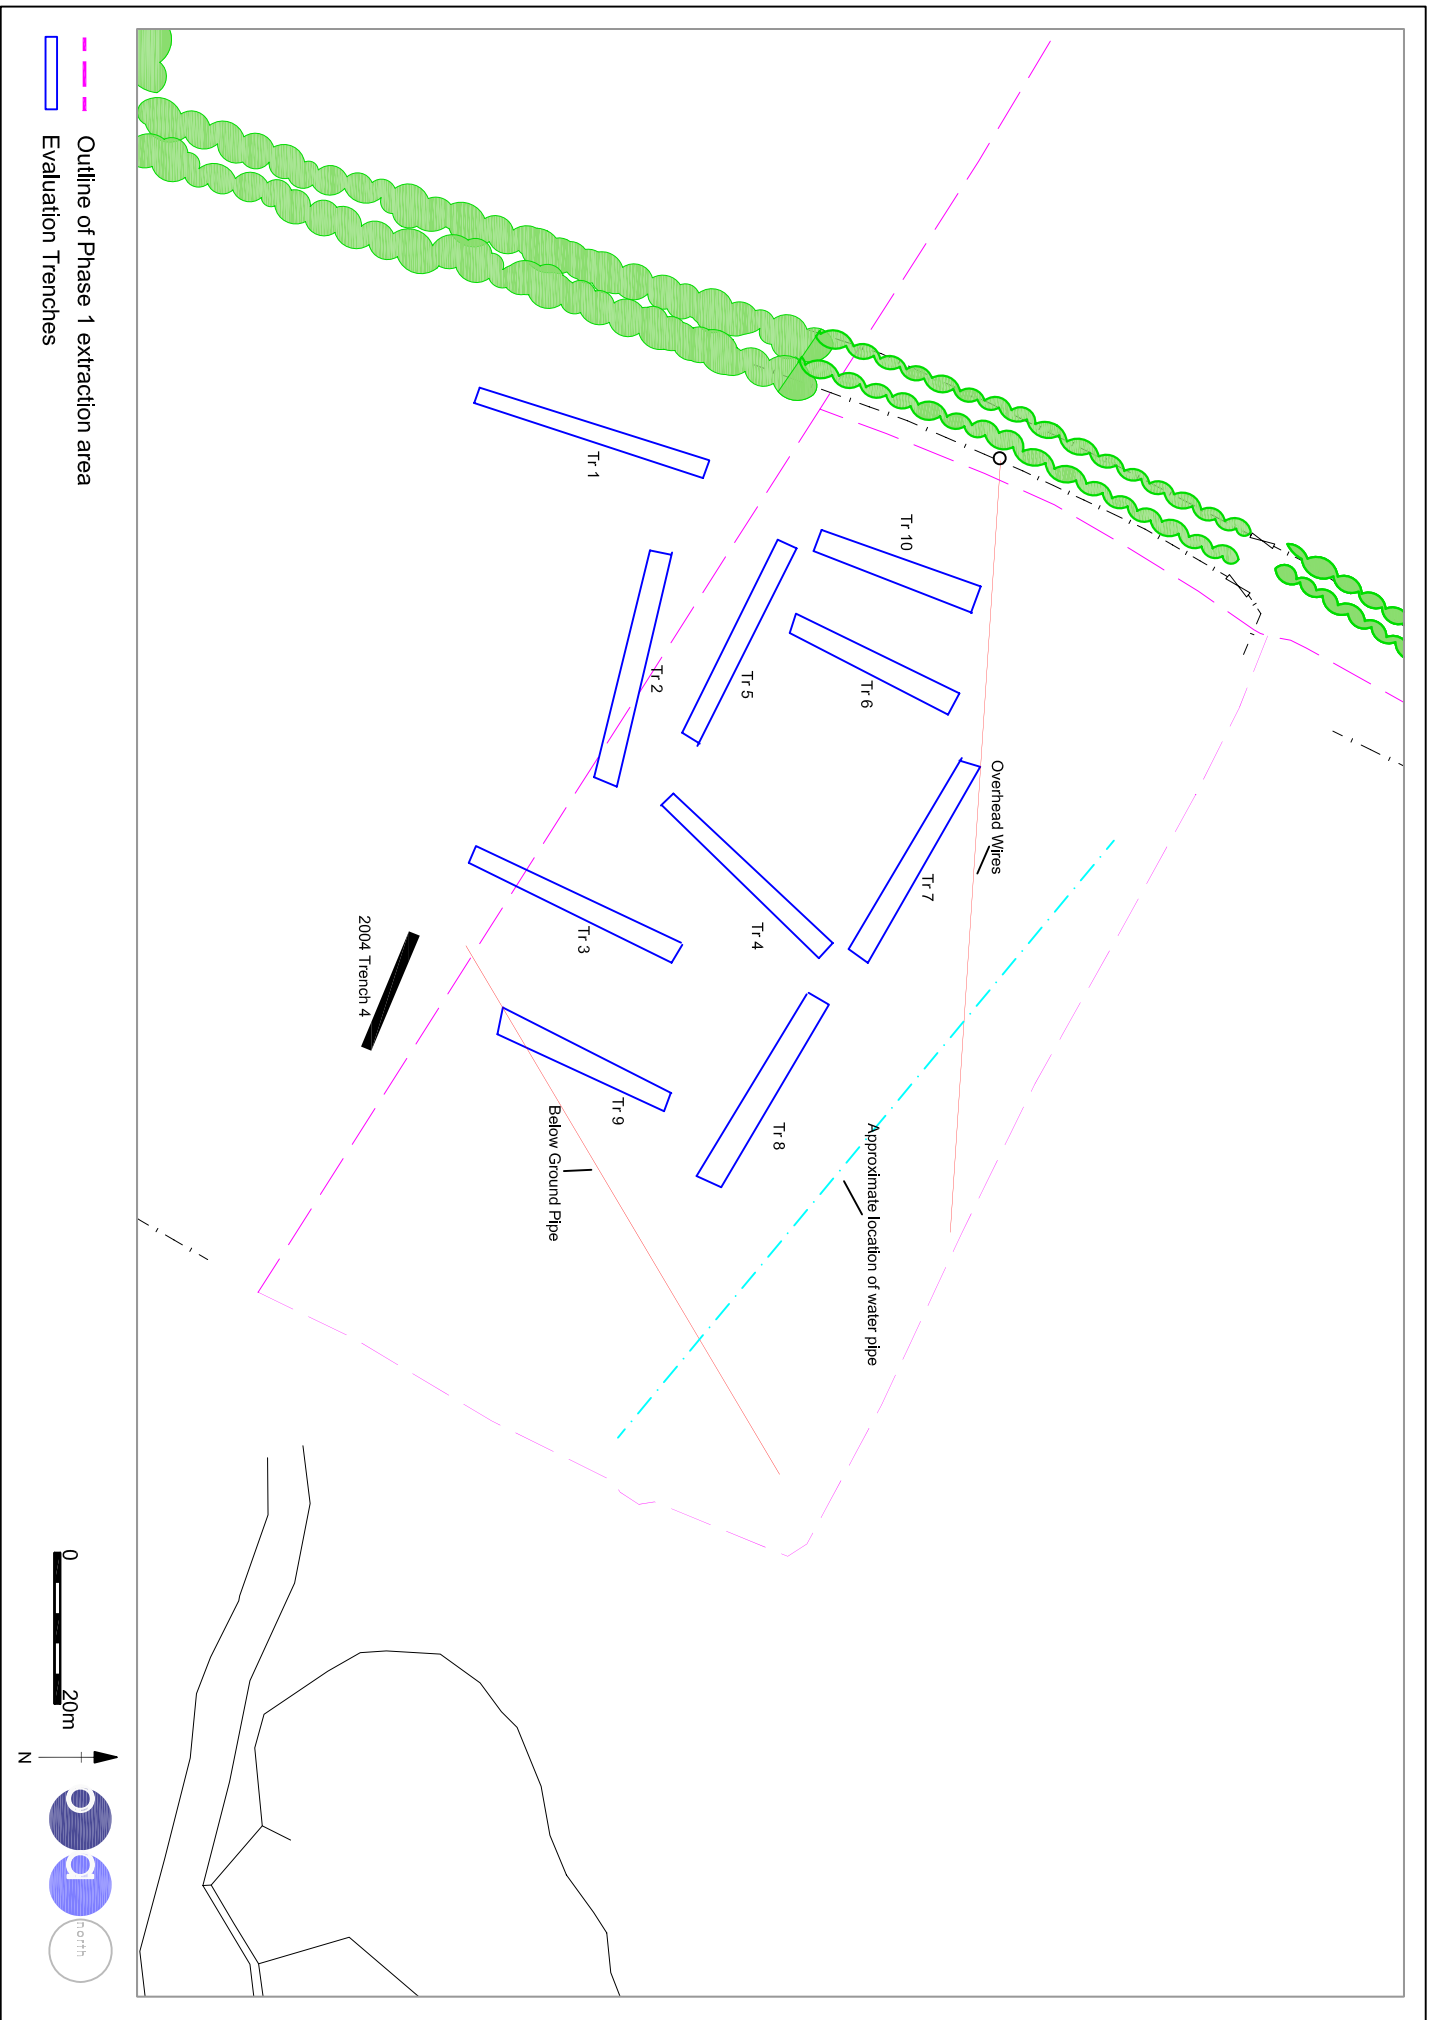 Tr 1
Tr 10
Tr 2
Tr 5
Tr 6
Overhead Wires
Tr 7
Tr 4
Tr 3
2004 Trench 4
Tr 9
Below Ground Pipe
Tr 8
Approximate location of water pipe
Outline of Phase 1 extraction area
Evaluation Trenches
0
20m
N
oa
north